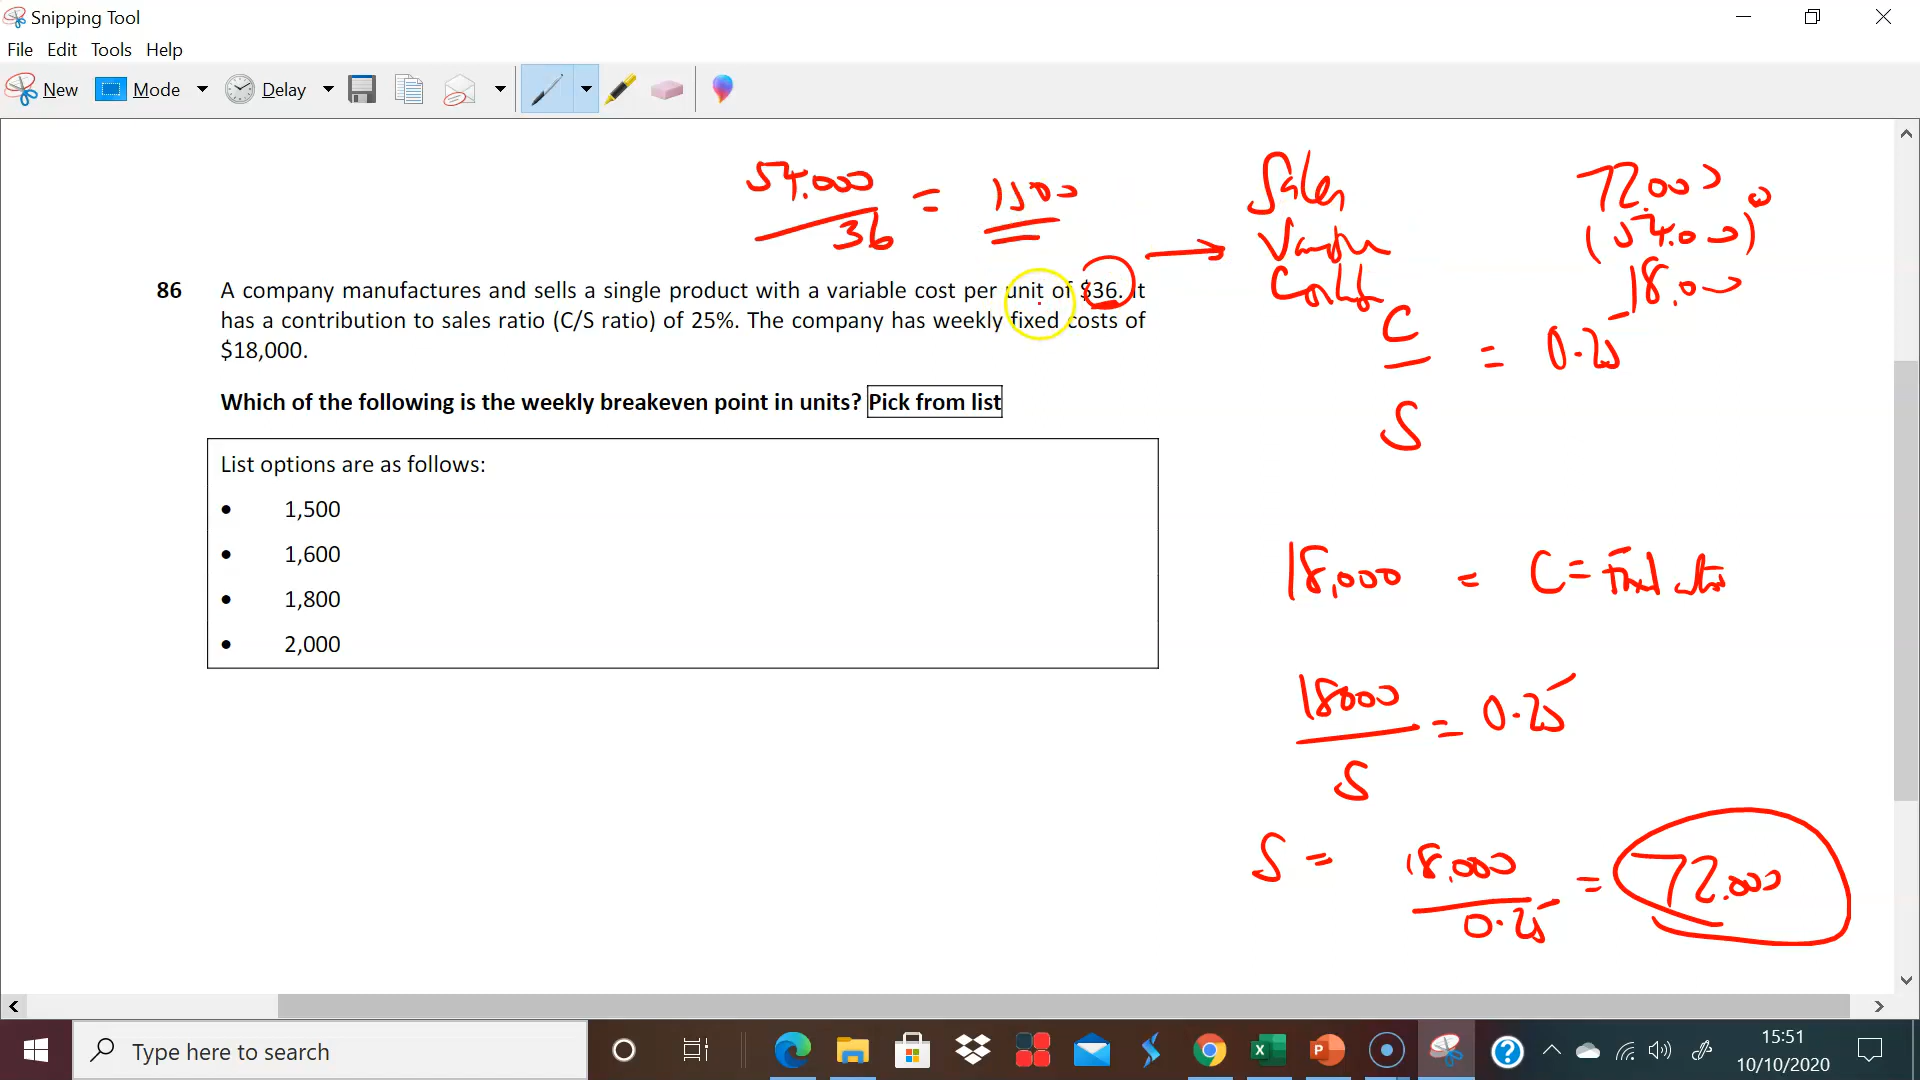 Snipping Tool
File Edit Tools Help
New Mode Delay
54.000 / 36 = 1500
Sales 72.000
(54.000)
18.000
C / S = 0.25
86 A company manufactures and sells a single product with a variable cost per unit of $36. It
has a contribution to sales ratio (C/S ratio) of 25%. The company has weekly fixed costs of
$18,000.
Which of the following is the weekly breakeven point in units? Pick from list
List options are as follows:
• 1,500
• 1,600
• 1,800
• 2,000
18,000 = C = Fixed
18000 / S = 0.25
S = 18.000 / 0.25 = 72.000
Type here to search
15:51
10/10/2020